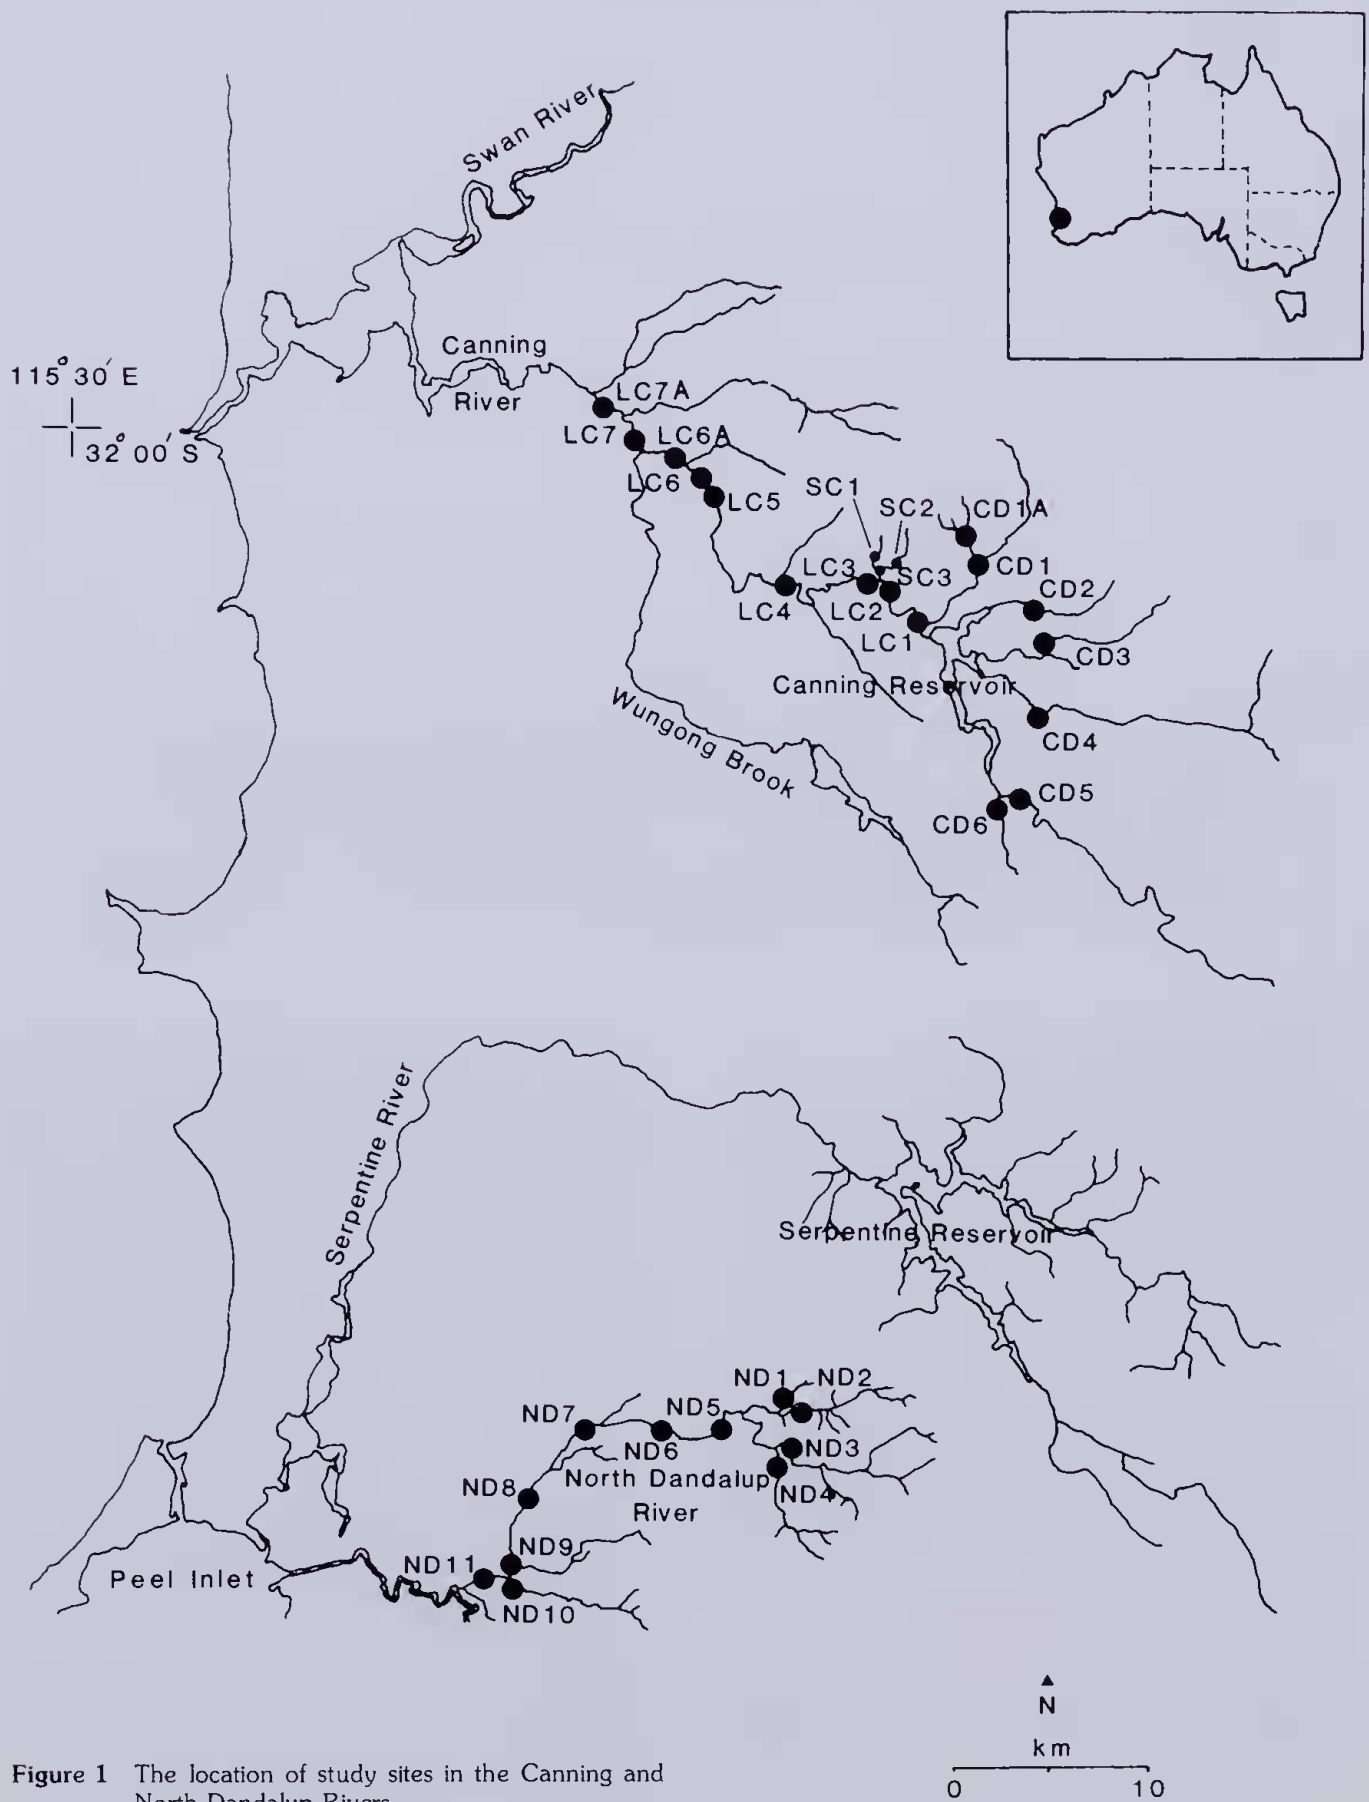 Swan River
Canning
River
115° 30′ E
32° 00′ S
LC7A
LC7
LC6A
LC6
LC5
SC1
SC2
CD1A
LC3
SC3
CD1
CD2
LC4
LC2
LC1
CD3
Canning Reservoir
CD4
Wungong Brook
CD5
CD6
Serpentine River
Serpentine Reservoir
ND1
ND2
ND7
ND5
ND6
ND3
North Dandalup
River
ND4
ND8
ND9
ND11
Peel Inlet
ND10
N
km
0 10
Figure 1 The location of study sites in the Canning and
North Dandalup Rivers